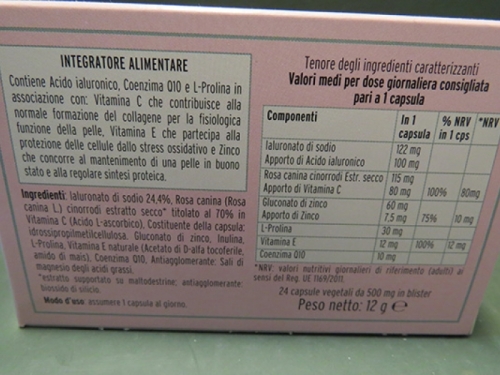 INTEGRATORE ALIMENTARE
Contiene Acido ialuronico, Coenzima Q10 e L-Prolina in
associazione con: Vitamina C che contribuisce alla
normale formazione del collagene per la fisiologica
funzione della pelle, Vitamina E che partecipa alla
protezione delle cellule dallo stress ossidativo e Zinco
che concorre al mantenimento di una pelle in buono
stato e alla regolare sintesi proteica.
Ingredienti: Ialuronato di sodio 24,4%, Rosa canina (Rosa
canina L.) cinorrodi estratto secco* titolato al 70% in
Vitamina C (Acido L-ascorbico), Costituente della capsula:
idrossipropilmetilcellulosa, Gluconato di zinco, Inulina,
L-Prolina, Vitamina E naturale (Acetato di D-alfa tocoferile,
amido di mais), Coenzima Q10, Antiagglomerante: Sali di
magnesio degli acidi grassi.
*estratto supportato su maltodestrine; antiagglomerante:
biossido di silicio.
Modo d'uso: assumere 1 capsula al giorno.
Tenore degli ingredienti caratterizzanti
Valori medi per dose giornaliera consigliata
pari a 1 capsula
Componenti In 1 capsula % NRV in 1 cps *NRV
Ialuronato di sodio 122 mg
Apporto di Acido ialuronico 100 mg
Rosa canina cinorrodi Estr. secco 115 mg
Apporto di Vitamina C 80 mg 100% 80mg
Gluconato di zinco 60 mg
Apporto di Zinco 7,5 mg 75% 10 mg
L-Prolina 30 mg
Vitamina E 12 mg 100% 12 mg
Coenzima Q10 10 mg
*NRV: valori nutritivi giornalieri di riferimento (adulti) ai
sensi del Reg. UE 1169/2011.
24 capsule vegetali da 500 mg in blister
Peso netto: 12 g e